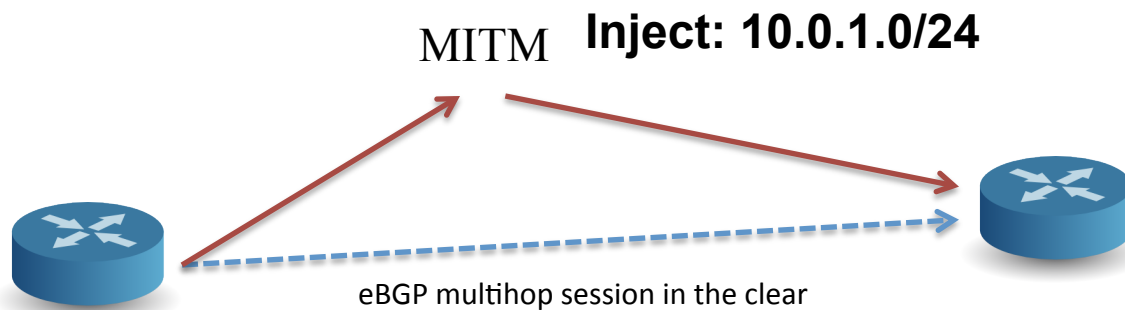 MITM Inject: 10.0.1.0/24
eBGP multihop session in the clear